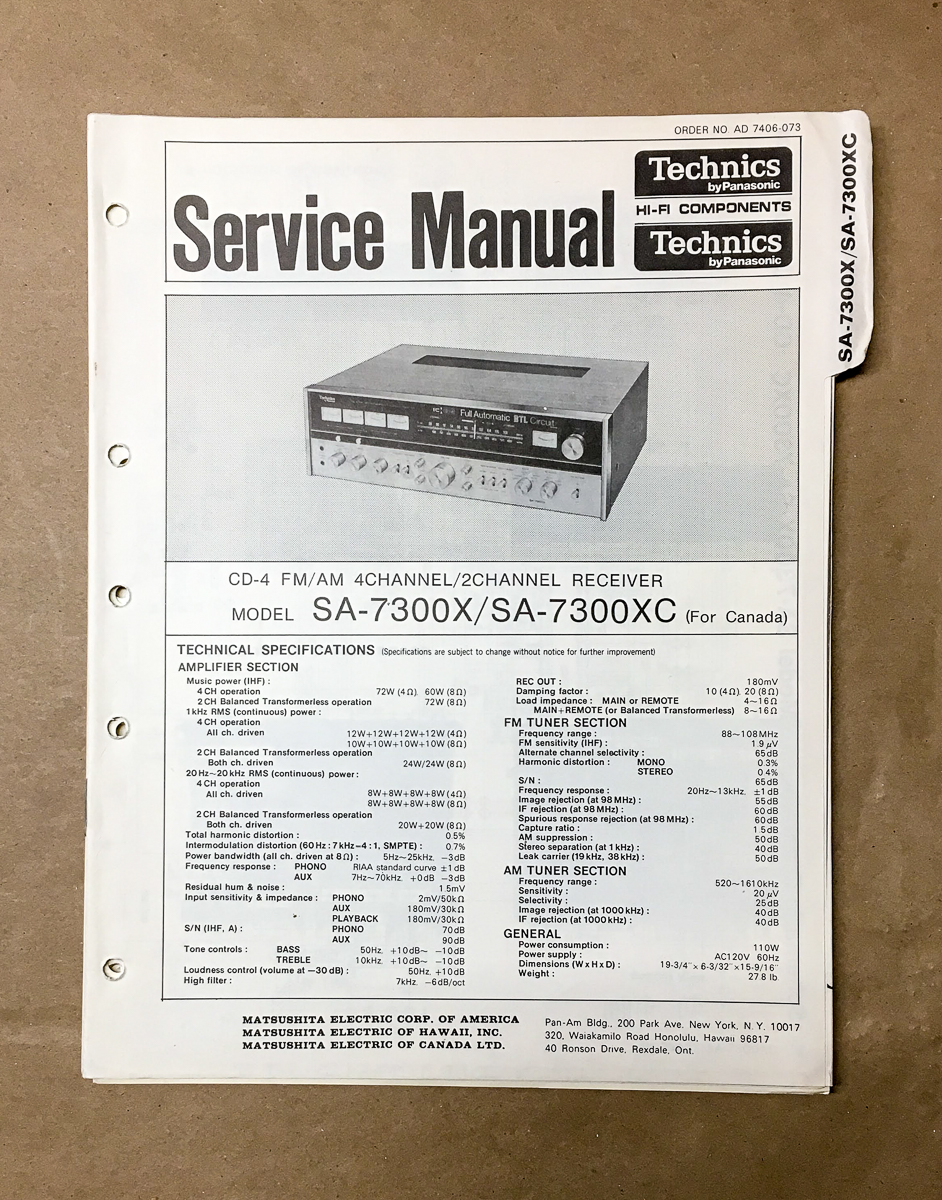 ORDER NO. AD 7406-073
Service Manual
Technics
by Panasonic
HI-FI COMPONENTS
Technics
by Panasonic
SA-7300X/SA-7300XC
Technics
Full Automatic BTL Circuit
CD-4 FM/AM 4CHANNEL/2CHANNEL RECEIVER
MODEL SA-7300X/SA-7300XC (For Canada)
TECHNICAL SPECIFICATIONS (Specifications are subject to change without notice for further improvement)
AMPLIFIER SECTION
Music power (IHF) :
4 CH operation 72W (4Ω). 60W (8Ω)
2 CH Balanced Transformerless operation 72W (8Ω)
1kHz RMS (continuous) power :
4 CH operation
All ch. driven 12W+12W+12W+12W (4Ω)
10W+10W+10W+10W (8Ω)
2 CH Balanced Transformerless operation
Both ch. driven 24W/24W (8Ω)
20Hz~20kHz RMS (continuous) power :
4 CH operation
All ch. driven 8W+8W+8W+8W (4Ω)
8W+8W+8W+8W (8Ω)
2 CH Balanced Transformerless operation
Both ch. driven 20W+20W (8Ω)
Total harmonic distortion : 0.5%
Intermodulation distortion (60Hz : 7kHz-4 : 1, SMPTE) : 0.7%
Power bandwidth (all ch. driven at 8Ω) : 5Hz~25kHz. -3dB
Frequency response : PHONO RIAA standard curve ±1dB
AUX 7Hz~70kHz. +0dB -3dB
Residual hum & noise : 1.5mV
Input sensitivity & impedance : PHONO 2mV/50kΩ
AUX 180mV/30kΩ
PLAYBACK 180mV/30kΩ
S/N (IHF, A) : PHONO 70dB
AUX 90dB
Tone controls : BASS 50Hz. +10dB~ -10dB
TREBLE 10kHz. +10dB~ -10dB
Loudness control (volume at -30dB) : 50Hz. +10dB
High filter : 7kHz. -6dB/oct
REC OUT : 180mV
Damping factor : 10 (4Ω). 20 (8Ω)
Load impedance : MAIN or REMOTE 4~16Ω
MAIN+REMOTE (or Balanced Transformerless) 8~16Ω
FM TUNER SECTION
Frequency range : 88~108MHz
FM sensitivity (IHF) : 1.9μV
Alternate channel selectivity : 65dB
Harmonic distortion : MONO 0.3%
STEREO 0.4%
S/N : 65dB
Frequency response : 20Hz~13kHz. ±1dB
Image rejection (at 98MHz) : 55dB
IF rejection (at 98MHz) : 60dB
Spurious response rejection (at 98MHz) : 60dB
Capture ratio : 1.5dB
AM suppression : 50dB
Stereo separation (at 1kHz) : 40dB
Leak carrier (19kHz, 38kHz) : 50dB
AM TUNER SECTION
Frequency range : 520~1610kHz
Sensitivity : 20μV
Selectivity : 25dB
Image rejection (at 1000kHz) : 40dB
IF rejection (at 1000kHz) : 40dB
GENERAL
Power consumption : 110W
Power supply : AC120V 60Hz
Dimensions (W x H x D) : 19-3/4"× 6-3/32"×15-9/16"
Weight : 27.8 lb.
MATSUSHITA ELECTRIC CORP. OF AMERICA Pan-Am Bldg., 200 Park Ave. New York, N. Y. 10017
MATSUSHITA ELECTRIC OF HAWAII, INC. 320, Waiakamilo Road Honolulu, Hawaii 96817
MATSUSHITA ELECTRIC OF CANADA LTD. 40 Ronson Drive, Rexdale, Ont.